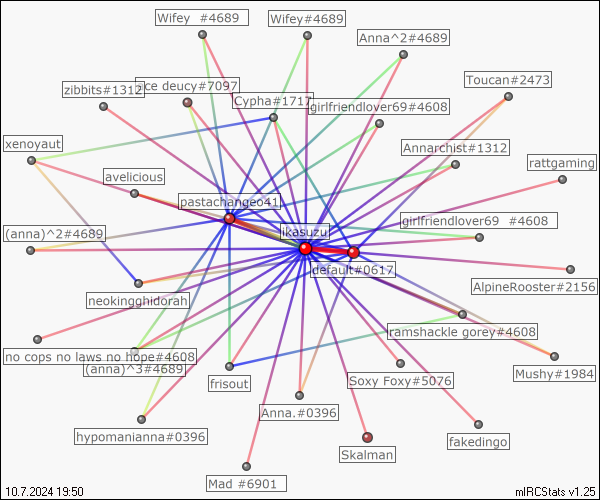 Wifey #4689
Wifey#4689
Anna^2#4689
Toucan#2473
zibbits#1312
ice deucy#7097
Cypha#1717
girlfriendlover69#4608
xenoyaut
Annarchist#1312
rattgaming
avelicious
pastachangeo41
(anna)^2#4689
likasuzu
girlfriendlover69 #4608
default#0617
AlpineRooster#2156
neokingghidorah
ramshackle gorey#4608
no cops no laws no hope#4608
(anna)^3#4689
frisout
Soxy Foxy#5076
Mushy#1984
hypomanianna#0396
Anna.#0396
Skalman
fakedingo
Mad #6901
10.7.2024 19:50
mIRCStats v1.25